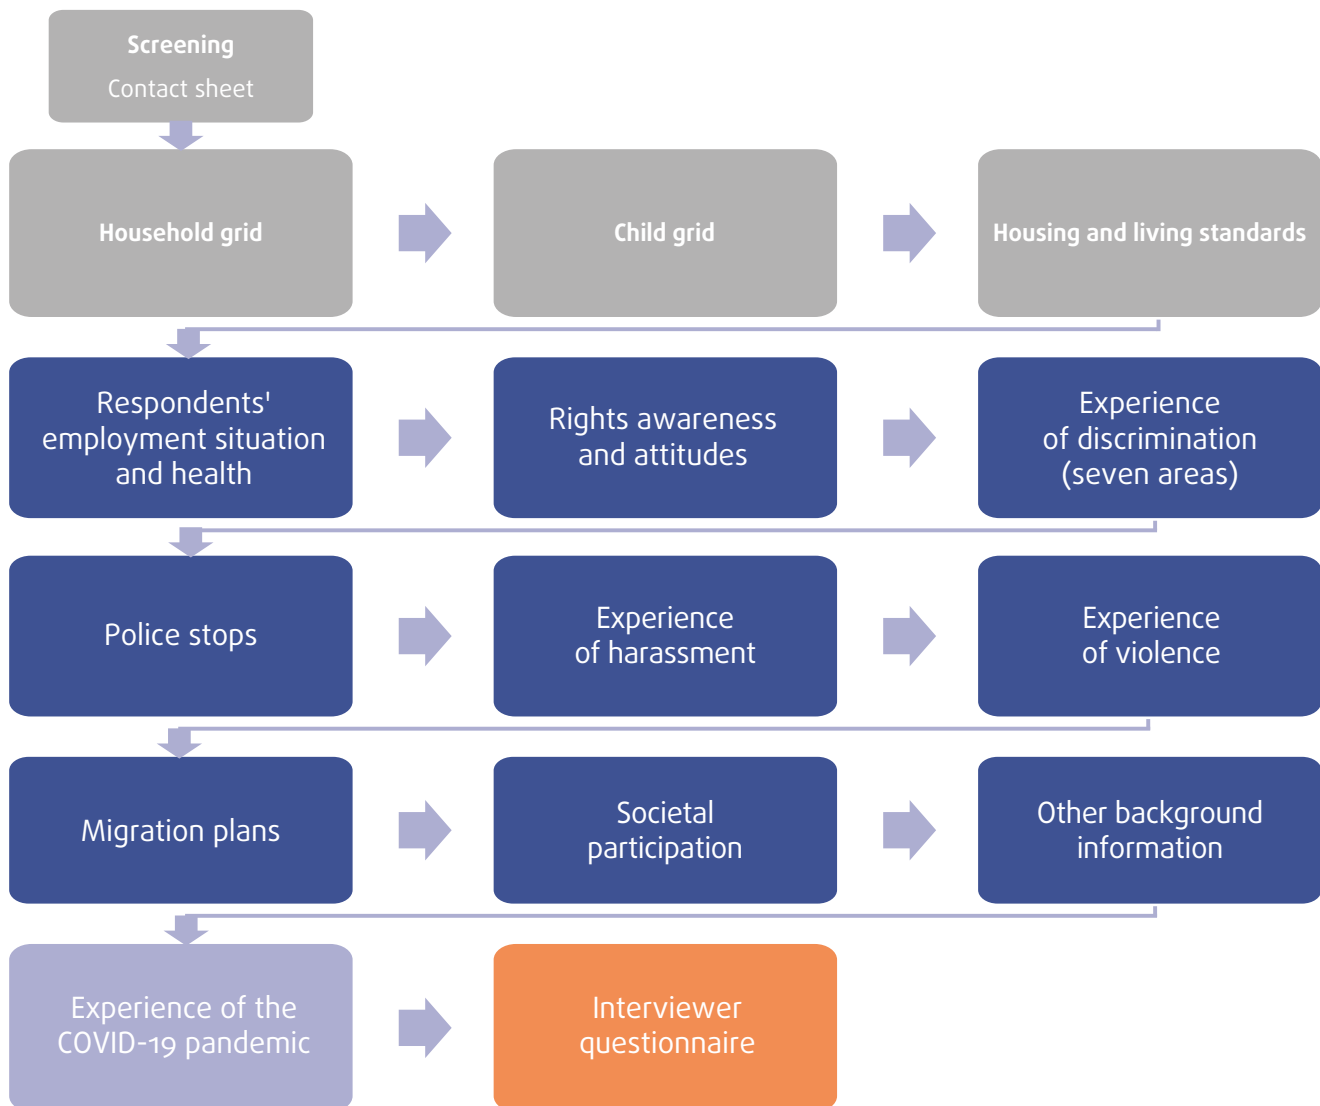 Screening
Contact sheet
Household grid
Child grid
Housing and living standards
Respondents'
employment situation
and health
Rights awareness
and attitudes
Experience
of discrimination
(seven areas)
Police stops
Experience
of harassment
Experience
of violence
Migration plans
Societal
participation
Other background
information
Experience of the
COVID-19 pandemic
Interviewer
questionnaire